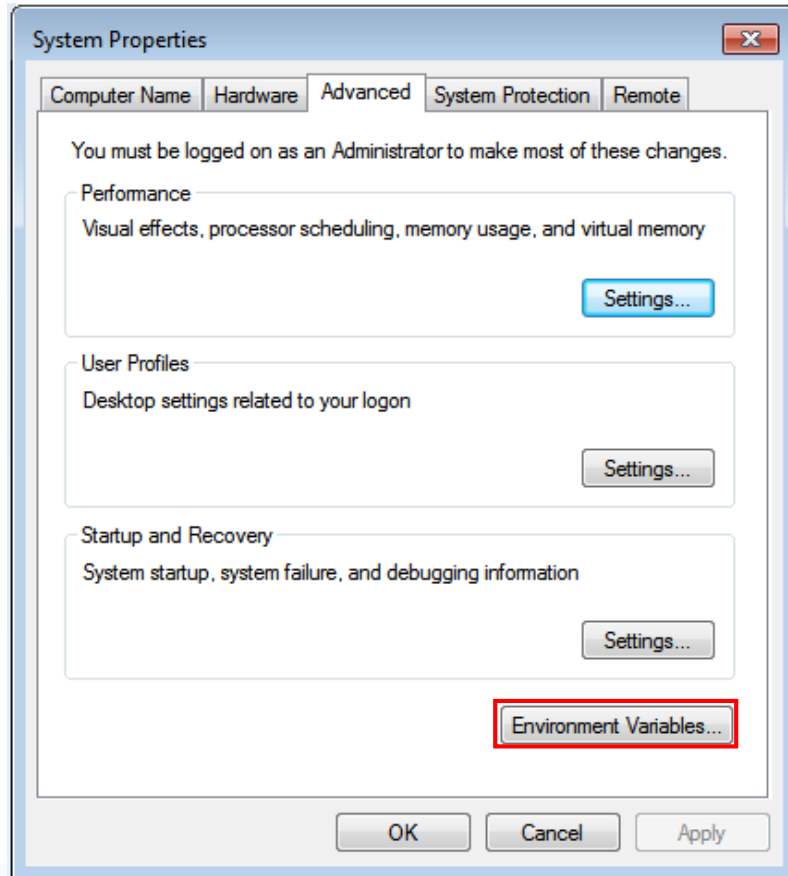 System Properties
Computer Name Hardware Advanced System Protection Remote
You must be logged on as an Administrator to make most of these changes.
Performance
Visual effects, processor scheduling, memory usage, and virtual memory
Settings...
User Profiles
Desktop settings related to your logon
Settings...
Startup and Recovery
System startup, system failure, and debugging information
Settings...
Environment Variables...
OK Cancel Apply